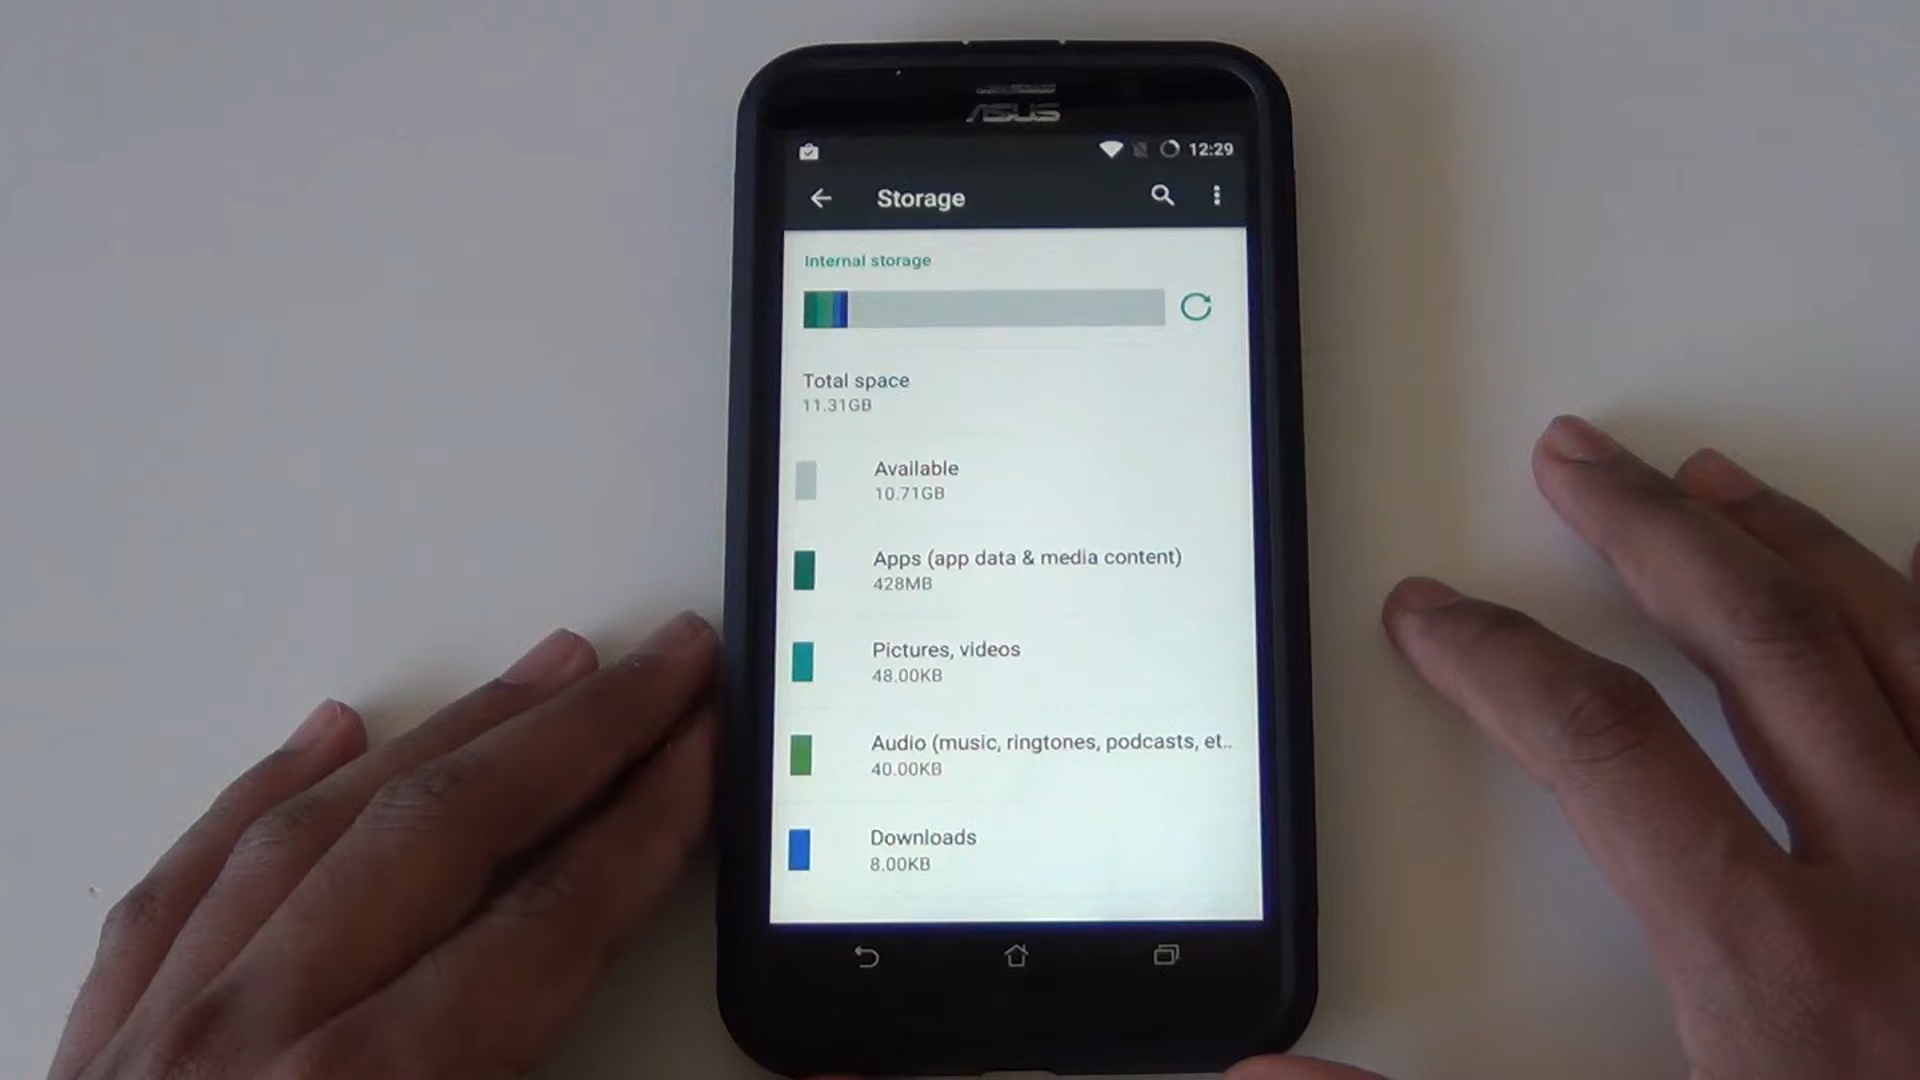 ASUS
12:29
Storage
Internal storage
Total space
11.31GB
Available
10.71GB
Apps (app data & media content)
428MB
Pictures, videos
48.00KB
Audio (music, ringtones, podcasts, et..
40.00KB
Downloads
8.00KB